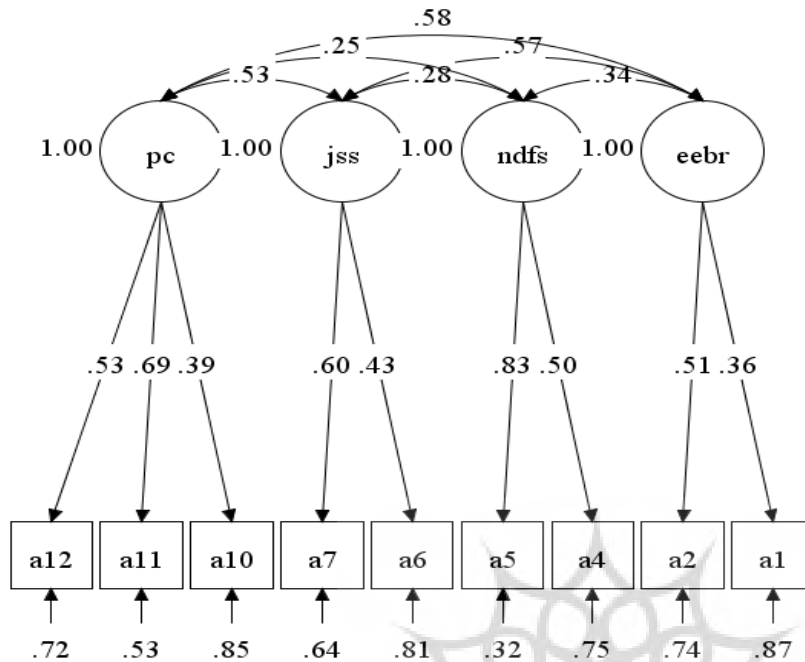 .58
.25 .57
.53 .28 .34
1.00 pc 1.00 jss 1.00 ndfs 1.00 eebr
.53 .69 .39 .60 .43 .83 .50 .51 .36
a12 a11 a10 a7 a6 a5 a4 a2 a1
.72 .53 .85 .64 .81 .32 .75 .74 .87